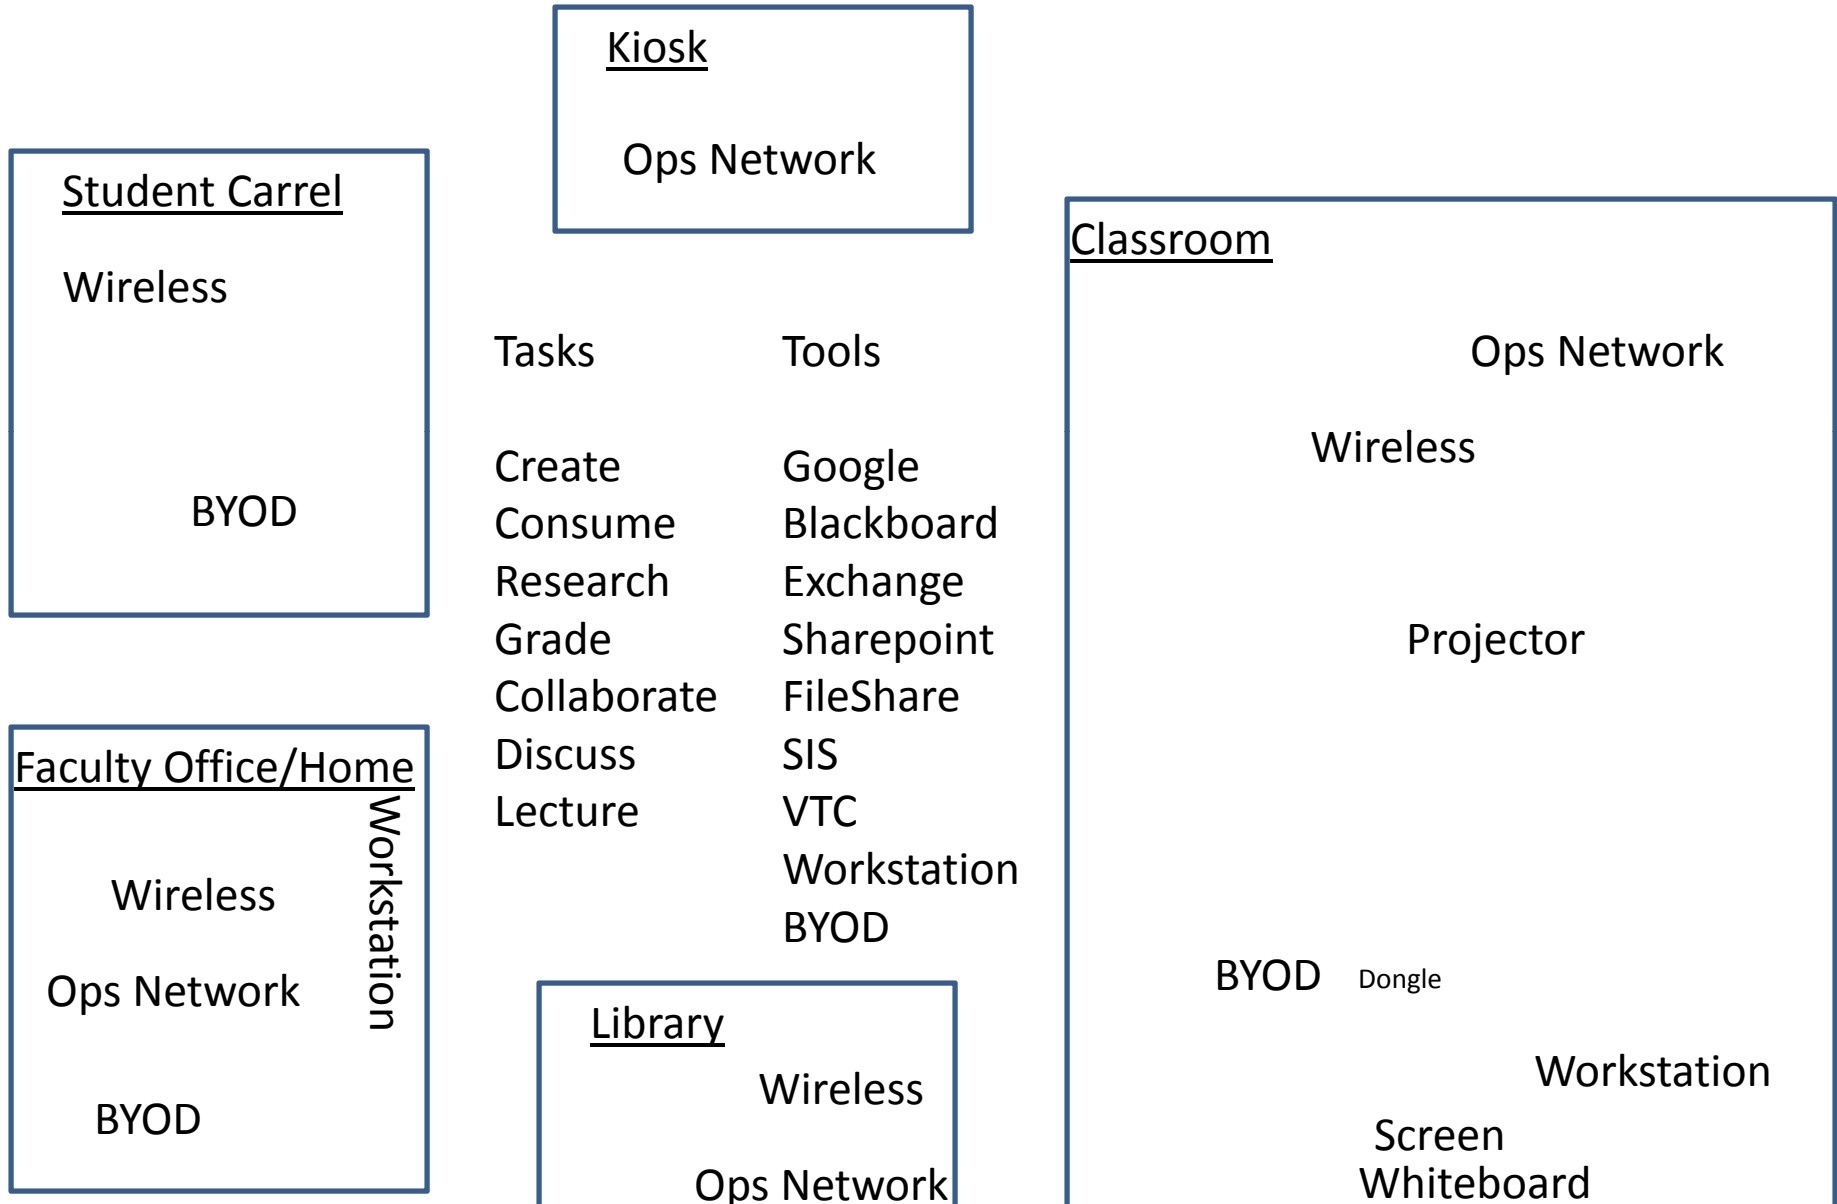 Kiosk
Ops Network
Student Carrel
Wireless
BYOD
Faculty Office/Home
Workstation
Wireless
Ops Network
BYOD
Tasks
Create
Consume
Research
Grade
Collaborate
Discuss
Lecture
Tools
Google
Blackboard
Exchange
Sharepoint
FileShare
SIS
VTC
Workstation
BYOD
Library
Wireless
Ops Network
Classroom
Ops Network
Wireless
Projector
BYOD
Dongle
Workstation
Screen
Whiteboard